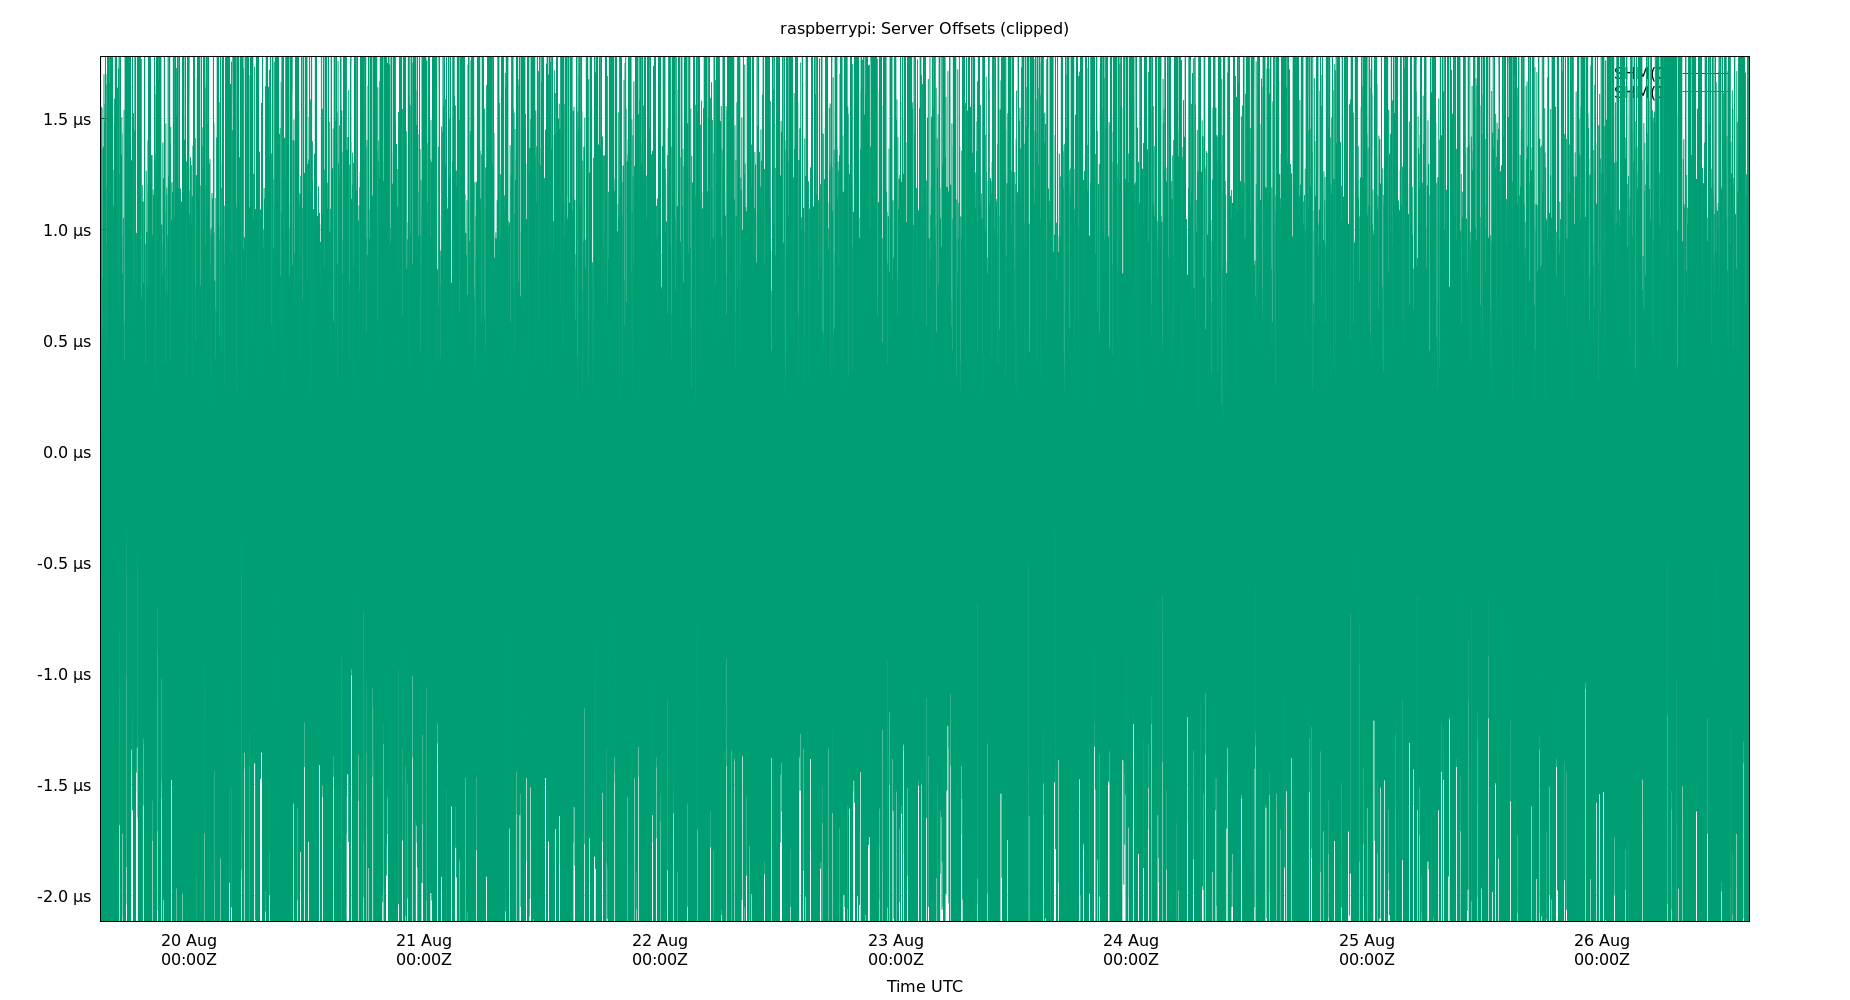 raspberrypi: Server Offsets (clipped)
SHM(
SHM(
1.5 µs
1.0 µs
0.5 µs
0.0 µs
-0.5 µs
-1.0 µs
-1.5 µs
-2.0 µs
20 Aug 21 Aug 22 Aug 23 Aug 24 Aug 25 Aug 26 Aug
00:00Z 00:00Z 00:00Z 00:00Z 00:00Z 00:00Z 00:00Z
Time UTC